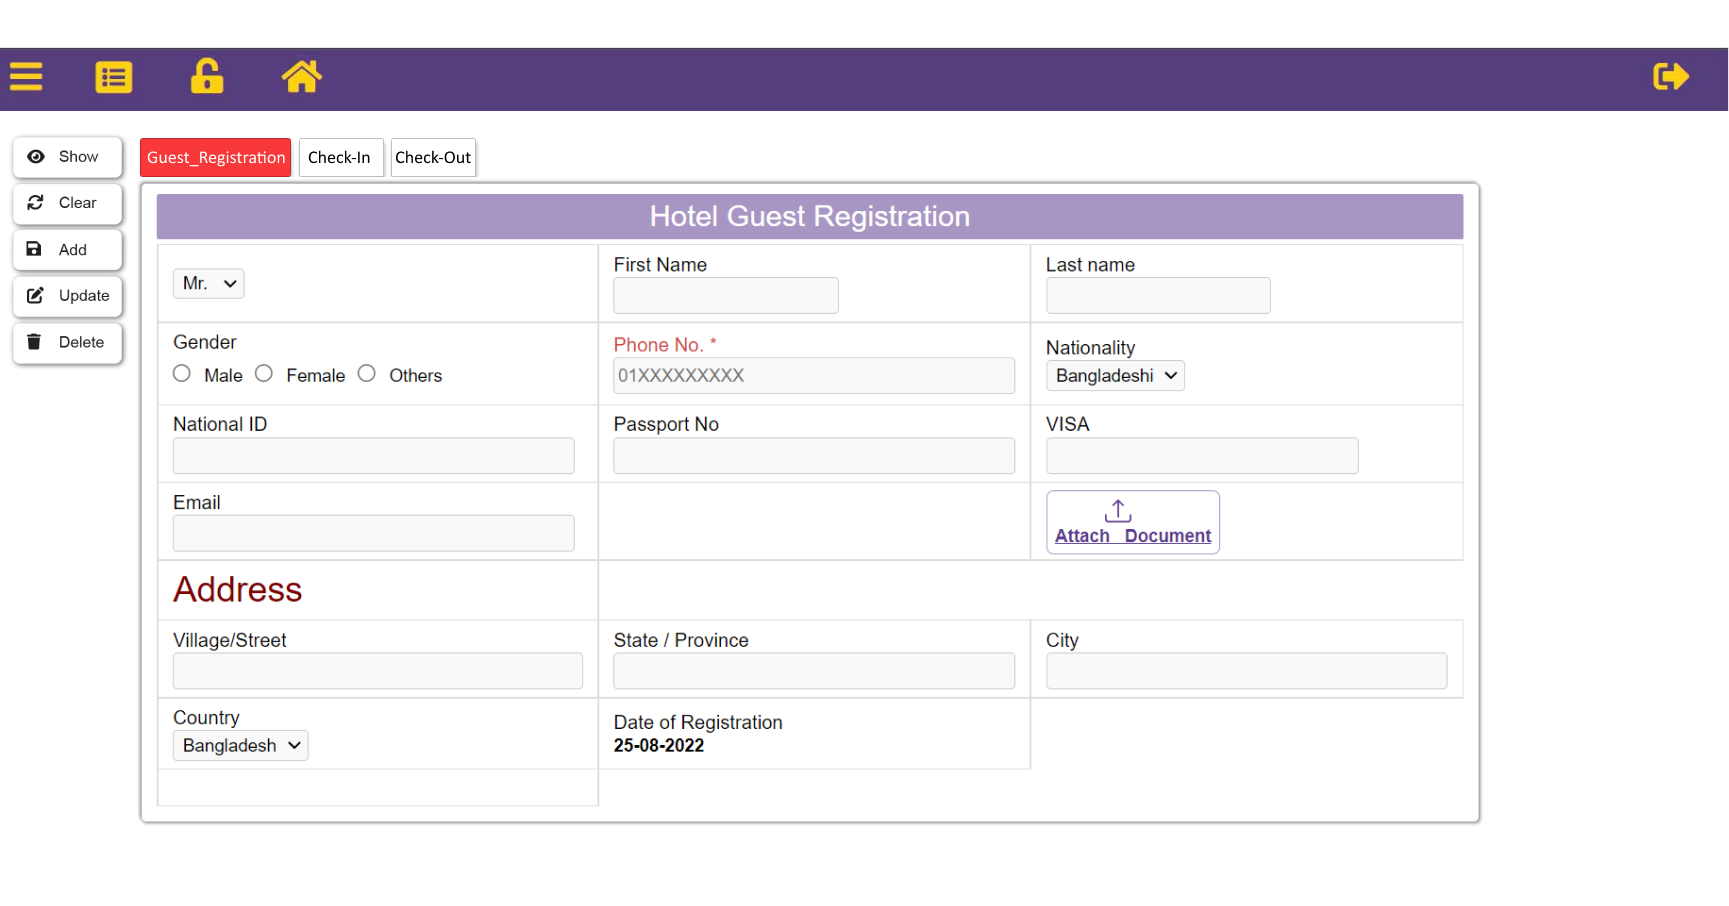 Show
Clear
Add
Update
Delete
Guest_Registration Check-In Check-Out
Hotel Guest Registration
Mr.
First Name
Last name
Gender
Male Female Others
Phone No. *
01XXXXXXXXX
Nationality
Bangladeshi
National ID
Passport No
VISA
Email
Attach Document
Address
Village/Street
State / Province
City
Country
Bangladesh
Date of Registration
25-08-2022